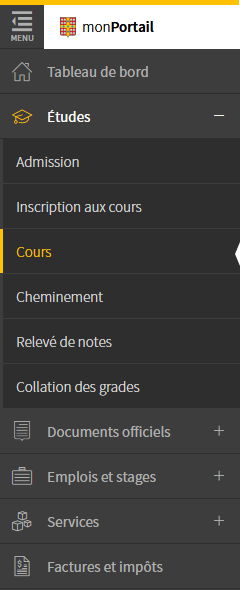 MENU
monPortail
Tableau de bord
Études
Admission
Inscription aux cours
Cours
Cheminement
Relevé de notes
Collation des grades
Documents officiels
Emplois et stages
Services
Factures et impôts